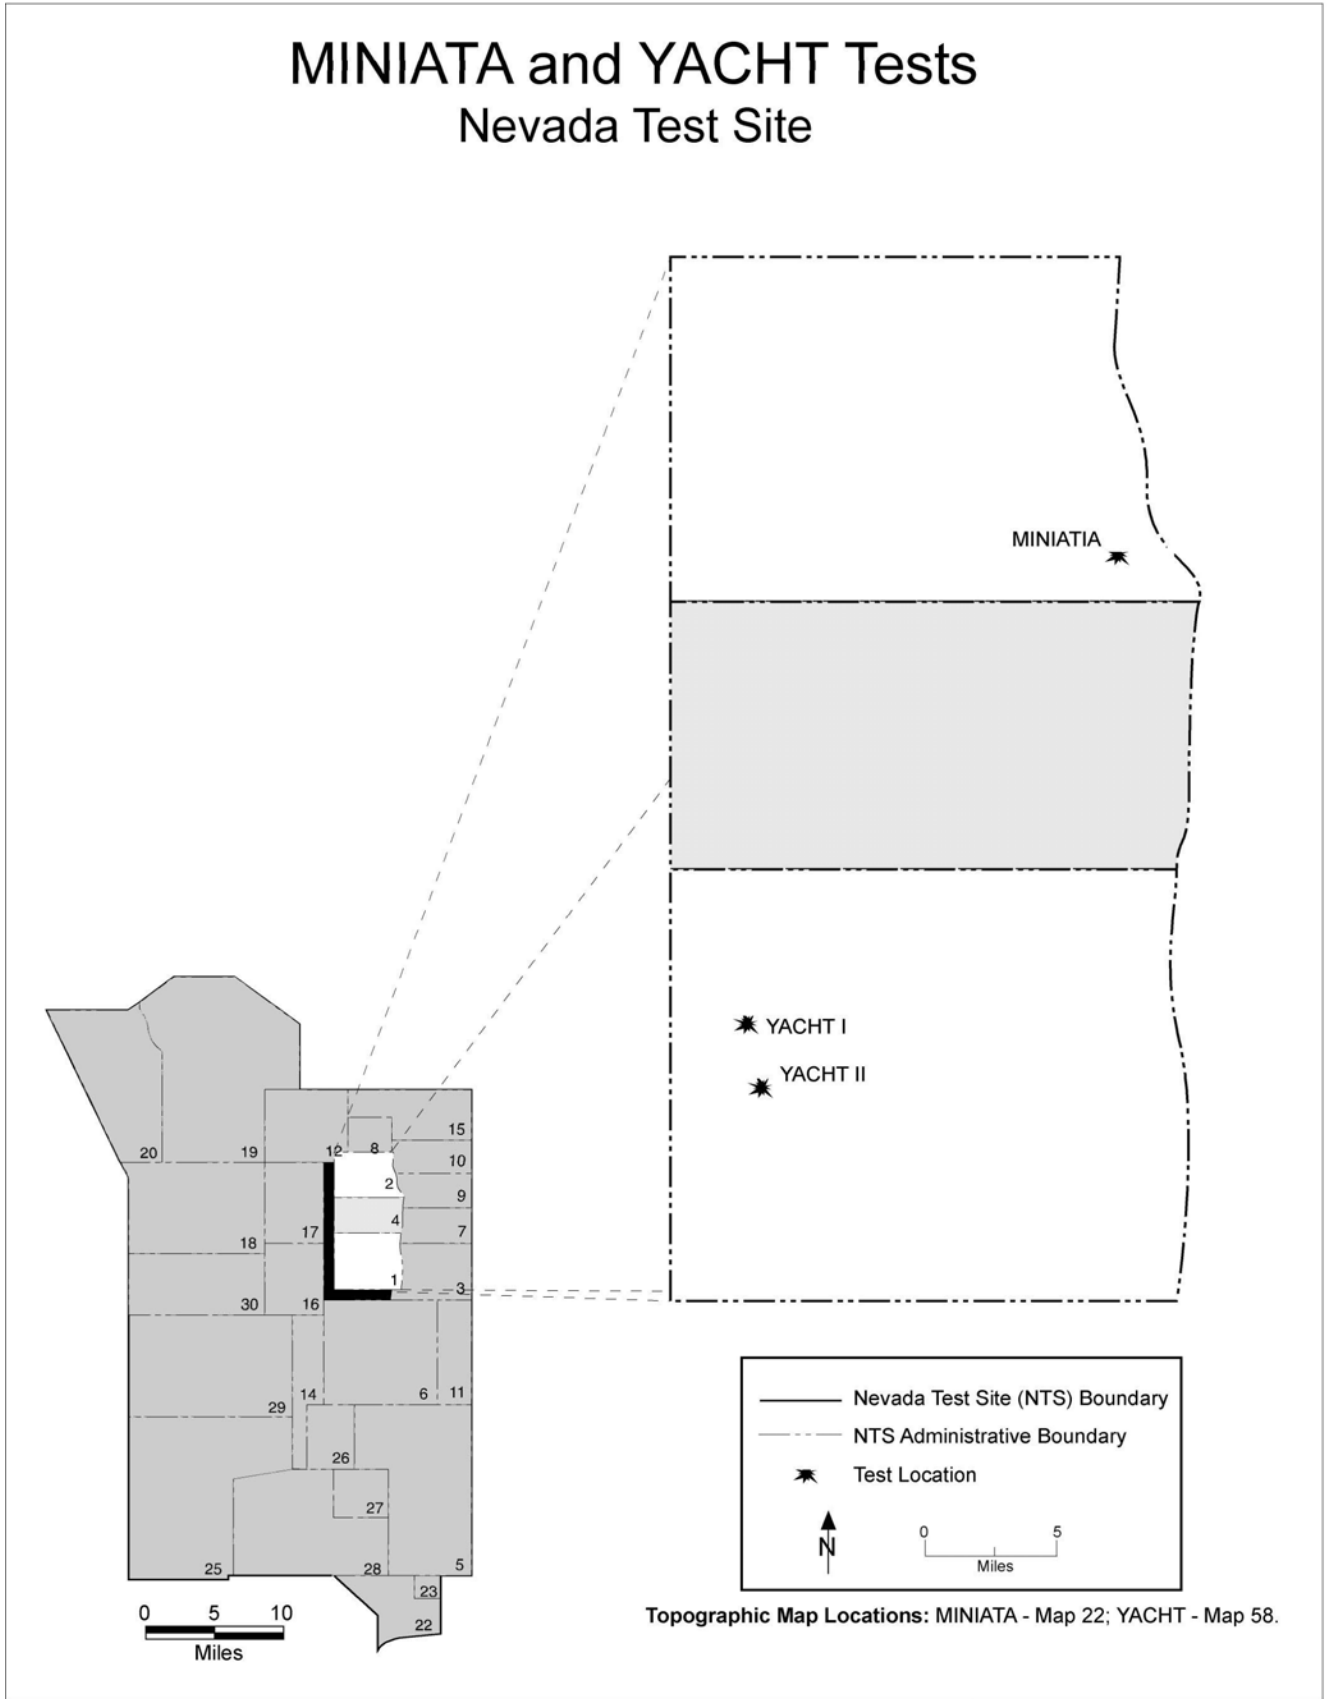 MINIATA and YACHT Tests
Nevada Test Site
MINIATIA
YACHT I
YACHT II
15
20
19
12
8
10
2
9
4
17
7
18
1
3
30
16
14
6
11
29
26
27
25
28
5
23
22
0 5 10
Miles
Nevada Test Site (NTS) Boundary
NTS Administrative Boundary
Test Location
N
0 5
Miles
Topographic Map Locations: MINIATA - Map 22; YACHT - Map 58.